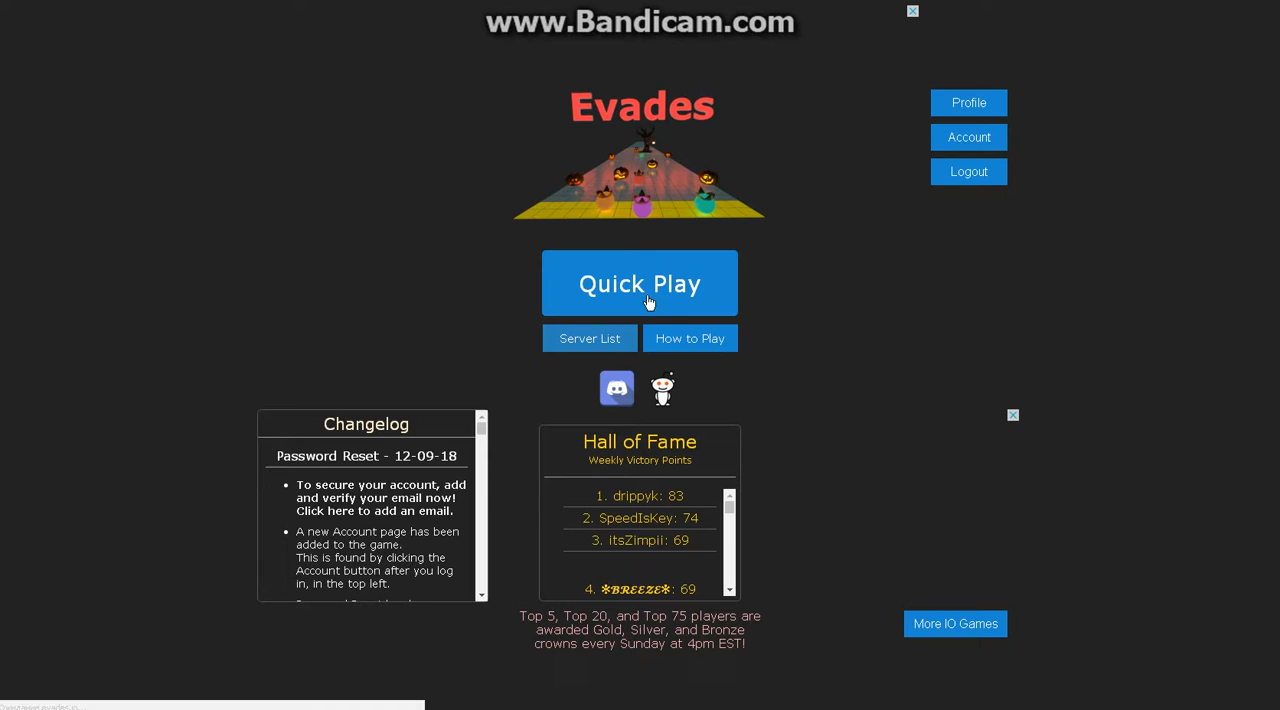 www.Bandicam.com
Evades
Profile
Account
Logout
Quick Play
Server List
How to Play
Changelog
Password Reset - 12-09-18
• To secure your account, add
and verify your email now!
Click here to add an email.
• A new Account page has been
added to the game.
This is found by clicking the
Account button after you log
in, in the top left.
Hall of Fame
Weekly Victory Points
1. drippyk: 83
2. SpeedIsKey: 74
3. itsZimpii: 69
4. ✻𝓑𝓡𝓔𝓔𝓩𝓔✻: 69
Top 5, Top 20, and Top 75 players are
awarded Gold, Silver, and Bronze
crowns every Sunday at 4pm EST!
More IO Games